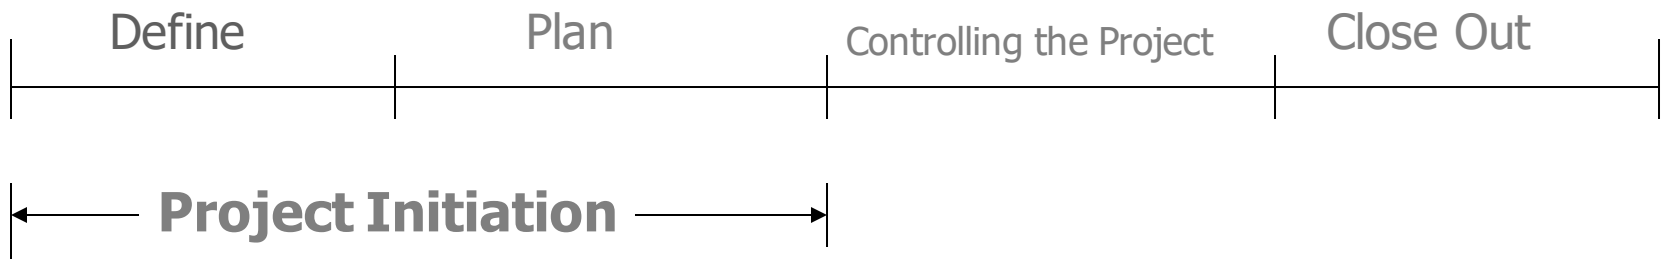 Define
Plan
Controlling the Project
Close Out
Project Initiation